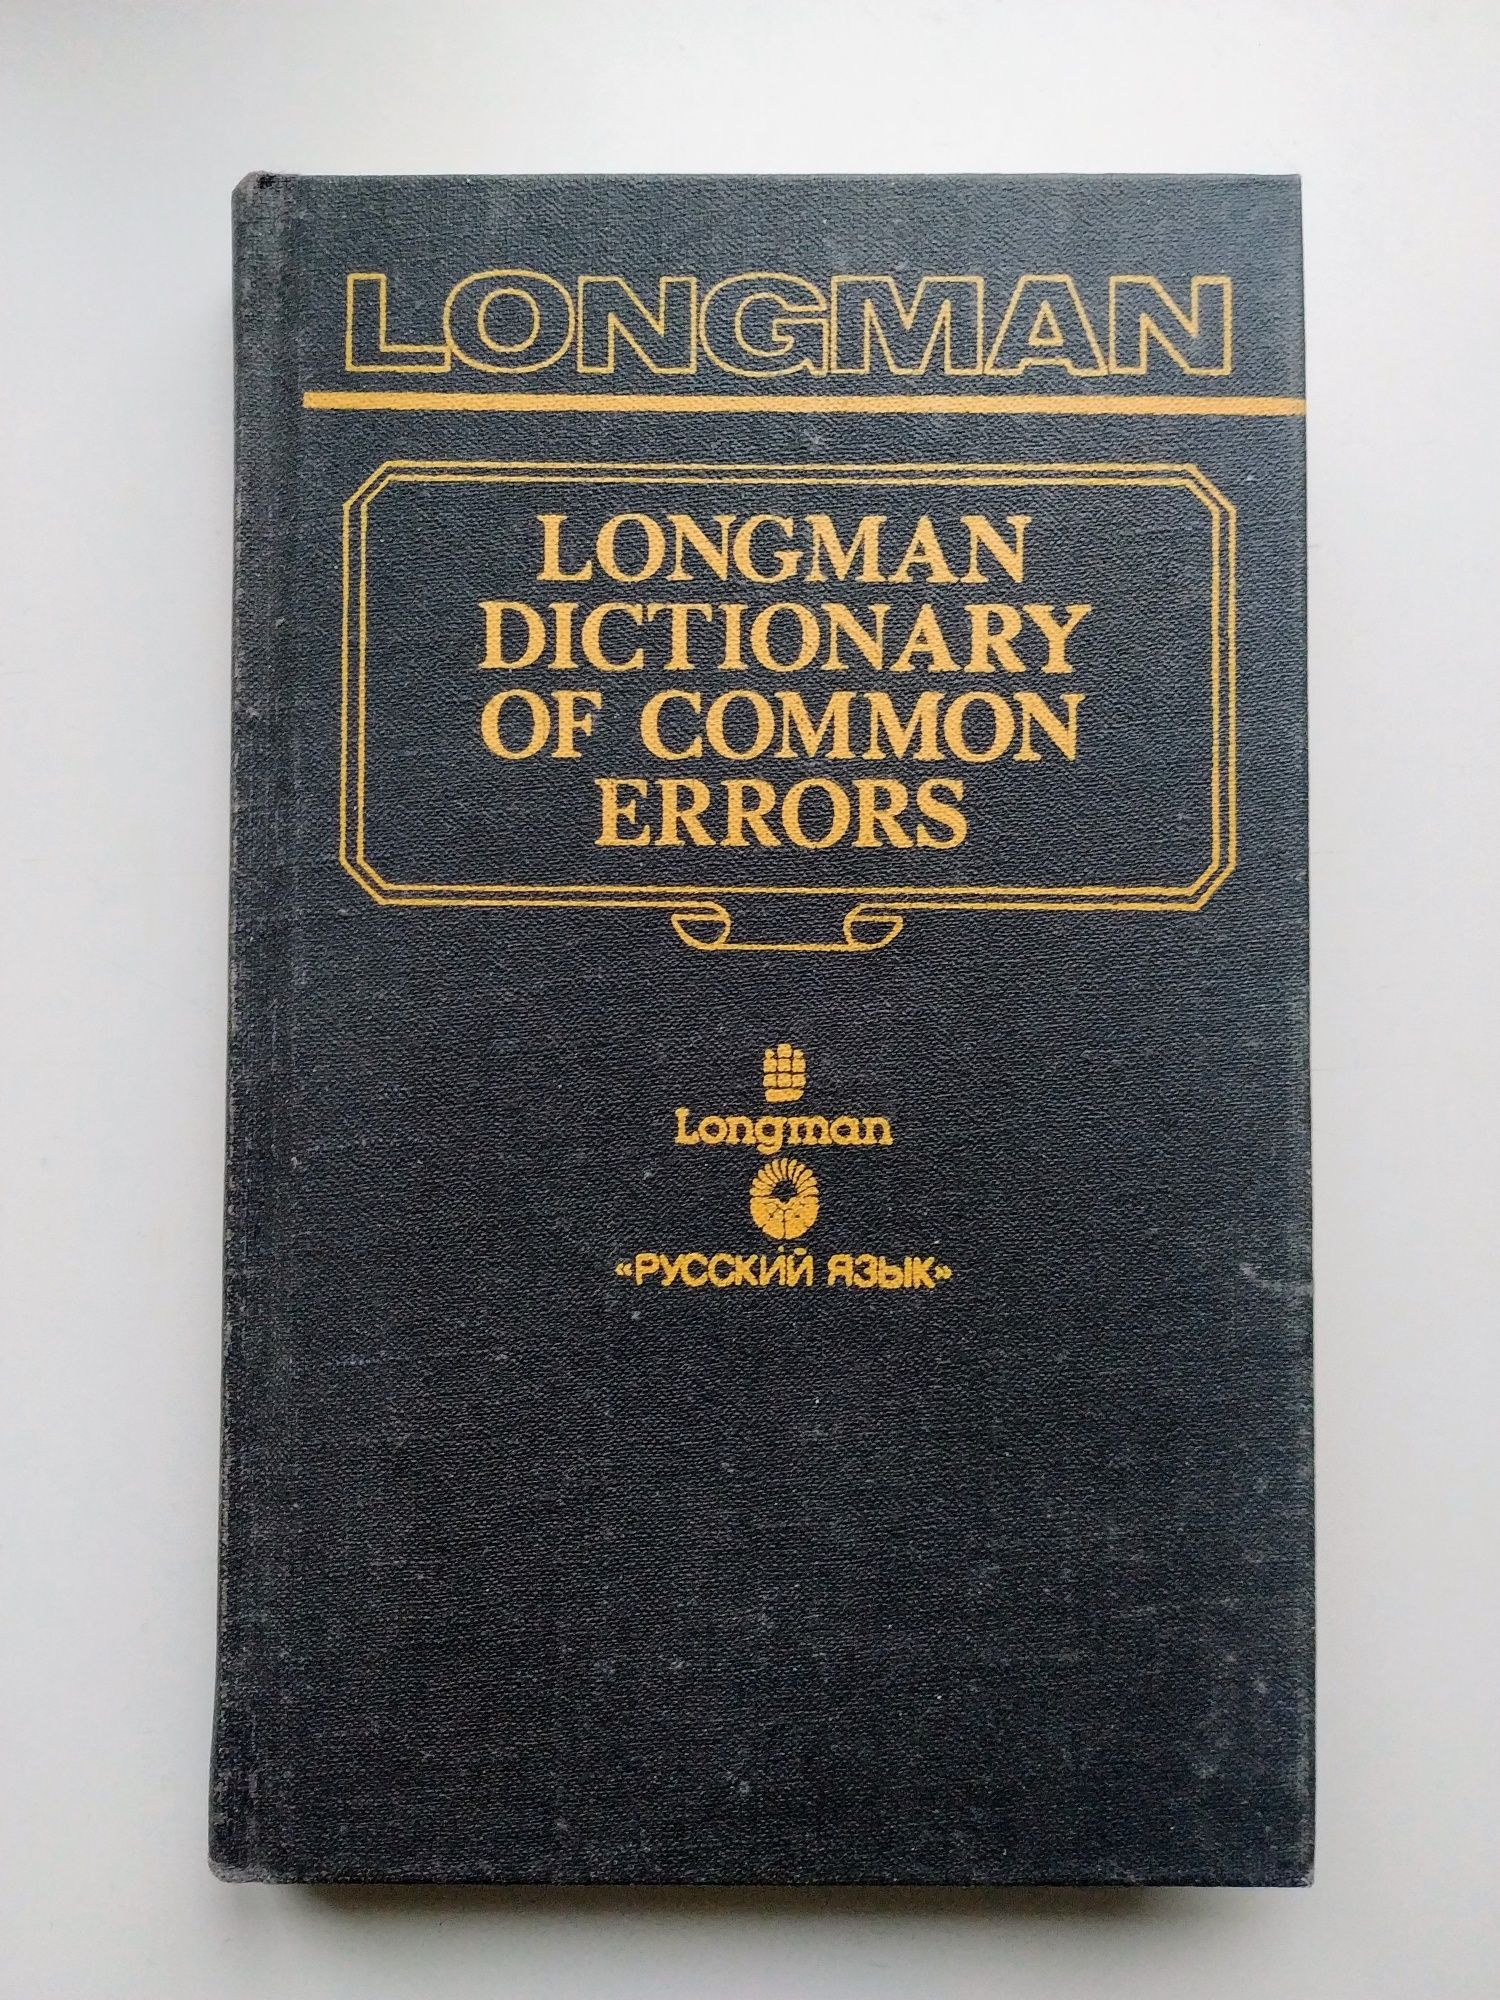 LONGMAN
LONGMAN
DICTIONARY
OF COMMON
ERRORS
Longman
«РУССКИЙ ЯЗЫК»